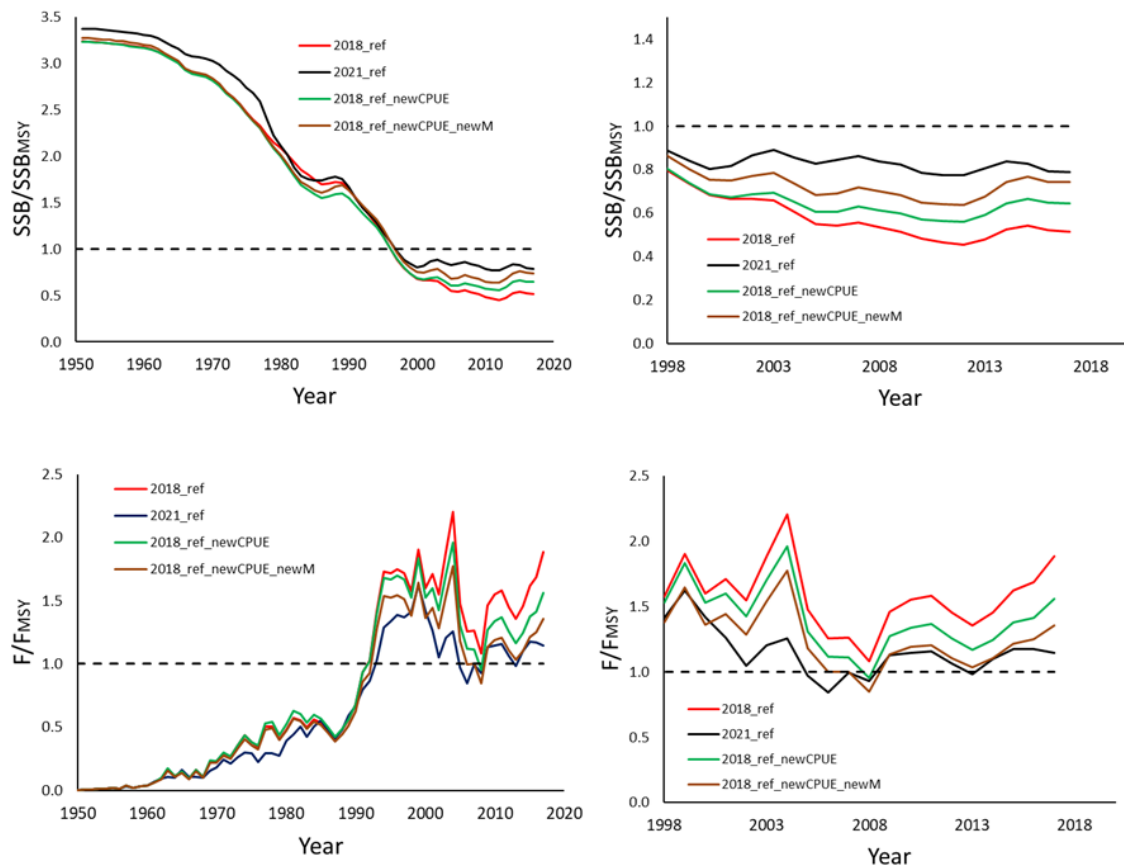 3.5
3.0
2.5
2.0
1.5
1.0
0.5
0.0
SSB/SSBMSY
2018_ref
2021_ref
2018_ref_newCPUE
2018_ref_newCPUE_newM
1950 1960 1970 1980 1990 2000 2010 2020
Year
1.4
1.2
1.0
0.8
0.6
0.4
0.2
0.0
SSB/SSBMSY
2018_ref
2021_ref
2018_ref_newCPUE
2018_ref_newCPUE_newM
1998 2003 2008 2013 2018
Year
2.5
2.0
1.5
1.0
0.5
0.0
F/FMSY
2018_ref
2021_ref
2018_ref_newCPUE
2018_ref_newCPUE_newM
1950 1960 1970 1980 1990 2000 2010 2020
Year
2.5
2.0
1.5
1.0
0.5
0.0
F/FMSY
2018_ref
2021_ref
2018_ref_newCPUE
2018_ref_newCPUE_newM
1998 2003 2008 2013 2018
Year